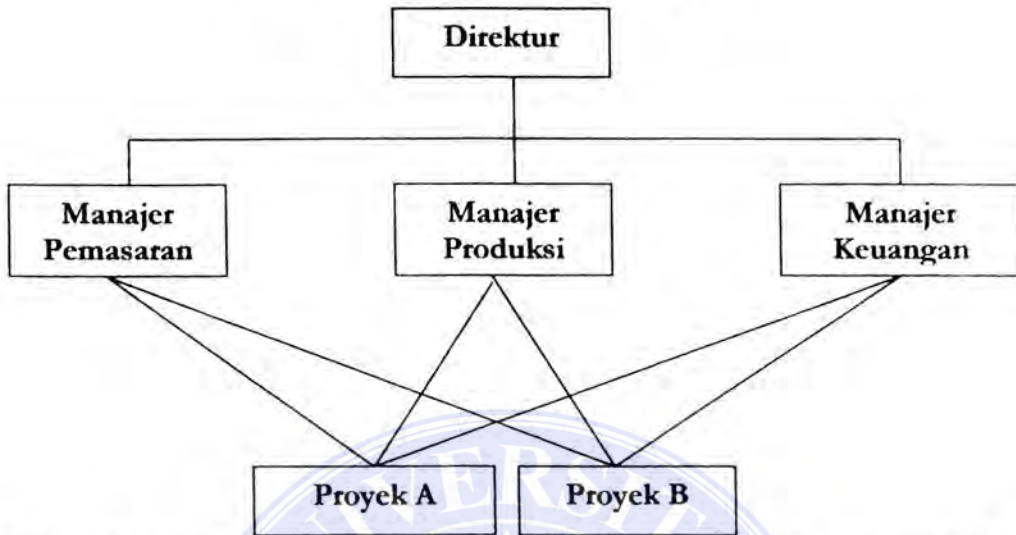 Direktur
Manajer
Pemasaran
Manajer
Produksi
Manajer
Keuangan
Proyek A
Proyek B